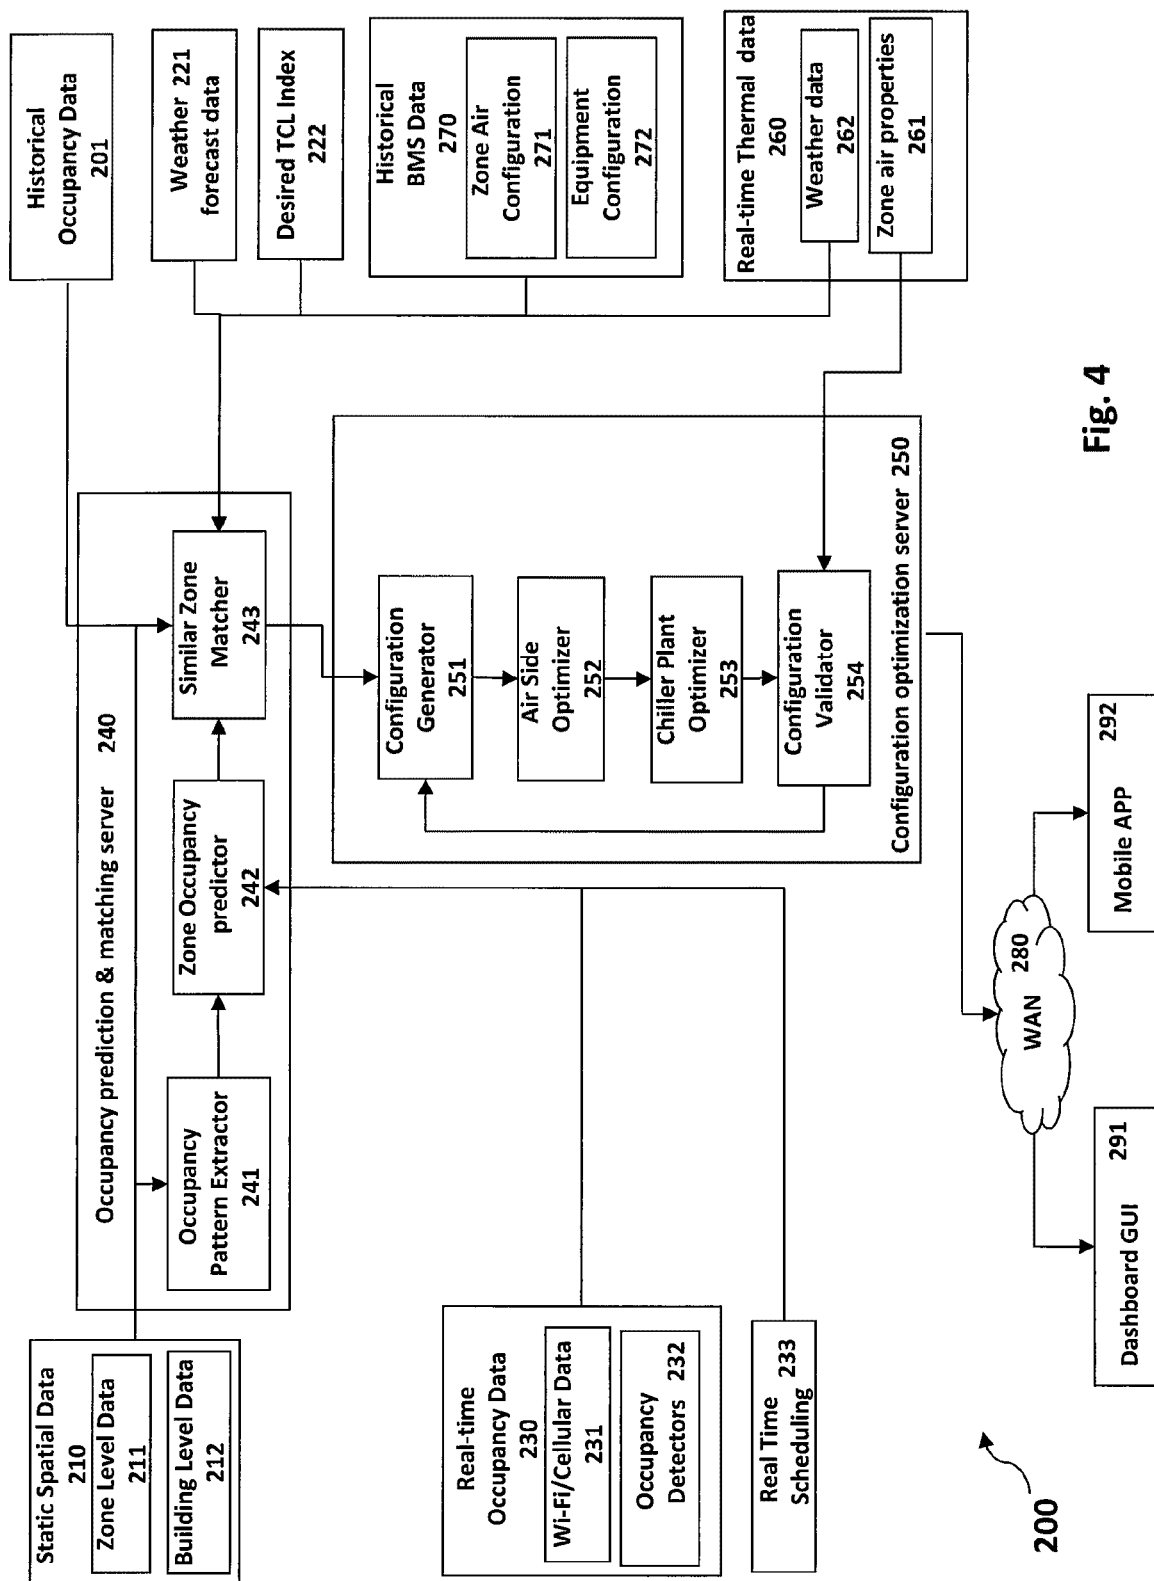 Static Spatial Data
210
Zone Level Data
211
Building Level Data
212
Occupancy prediction & matching server 240
Occupancy
Pattern Extractor
241
Zone Occupancy
predictor
242
Similar Zone
Matcher
243
Historical
Occupancy Data
201
Weather 221
forecast data
Desired TCL Index
222
Historical
BMS Data
270
Zone Air
Configuration
271
Equipment
Configuration
272
Real-time Thermal data
260
Weather data
262
Zone air properties
261
Real-time
Occupancy Data
230
Wi-Fi/Cellular Data
231
Occupancy
Detectors 232
Real Time
Scheduling 233
Configuration
Generator
251
Air Side
Optimizer
252
Chiller Plant
Optimizer
253
Configuration
Validator
254
Configuration optimization server 250
WAN 280
Dashboard GUI 291
Mobile APP 292
200
Fig. 4